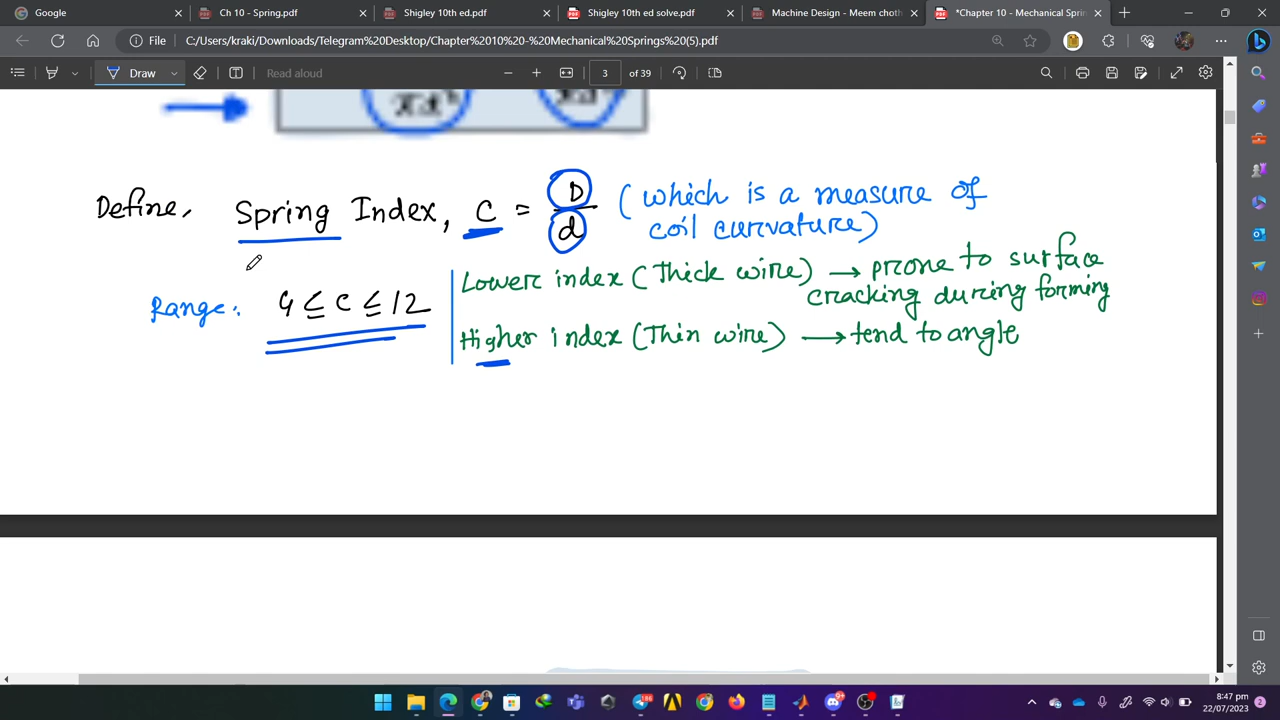 Google
Ch 10 - Spring.pdf
Shigley 10th ed.pdf
Shigley 10th ed solve.pdf
Machine Design - Meem choth
*Chapter 10 - Mechanical Sprin
File
C:/Users/kraki/Downloads/Telegram%20Desktop/Chapter%2010%20-%20Mechanical%20Springs%20(5).pdf
Draw
Read aloud
3
of 39
Define, Spring Index, C = D/d (which is a measure of
coil curvature)
Lower index (Thick wire) → prone to surface
cracking during forming
Range: 4 ≤ C ≤ 12
Higher index (Thin wire) → tend to angle
186
9+
8:47 pm
22/07/2023
2